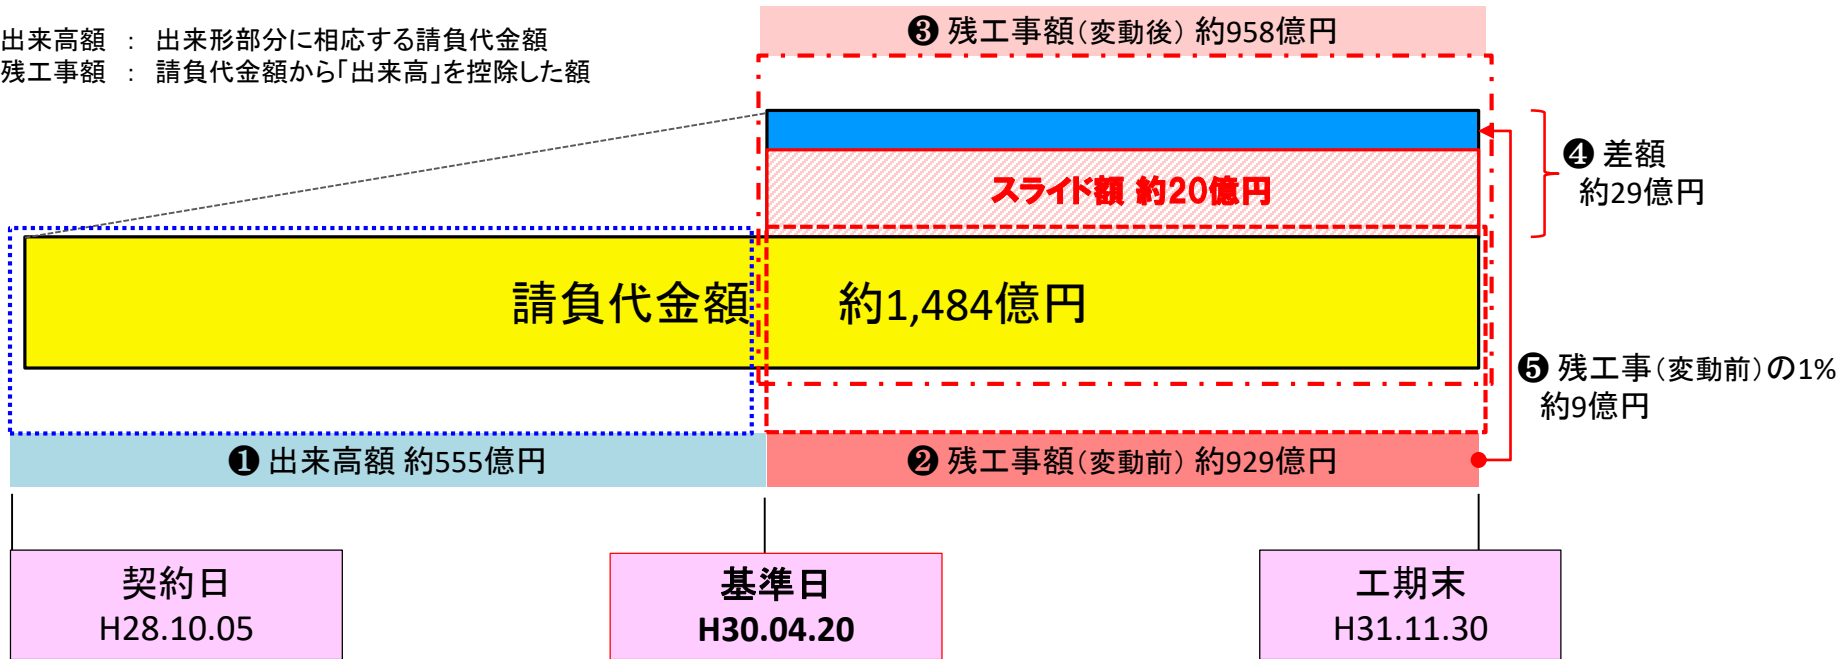 出来高額 : 出来形部分に相応する請負代金額
残工事額 : 請負代金額から「出来高」を控除した額
❸ 残工事額(変動後) 約958億円
スライド額 約20億円
❹ 差額
約29億円
請負代金額 約1,484億円
❺ 残工事(変動前)の1%
約9億円
❶ 出来高額 約555億円
❷ 残工事額(変動前) 約929億円
契約日
H28.10.05
基準日
H30.04.20
工期末
H31.11.30